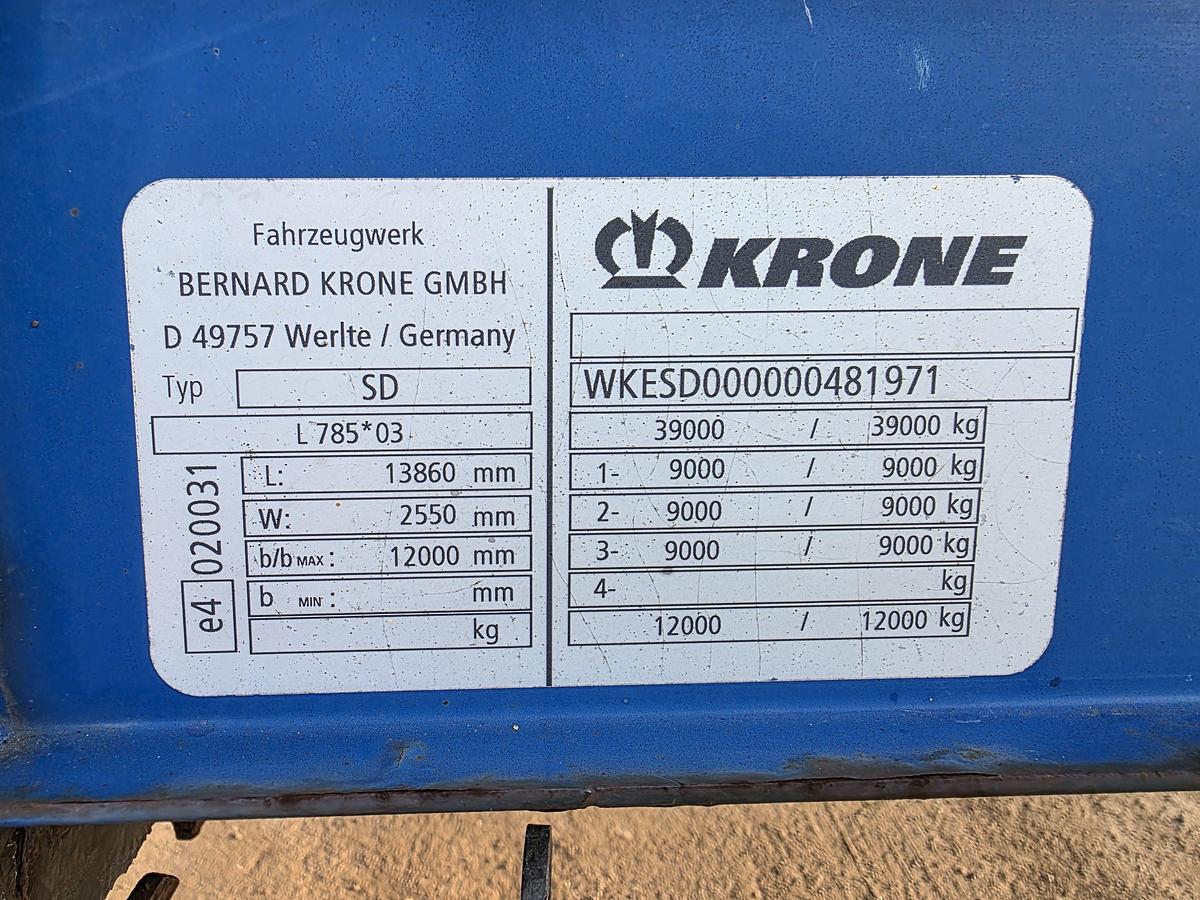 Fahrzeugwerk
BERNARD KRONE GMBH
D 49757 Werlte / Germany
Typ SD
L 785*03
L: 13860 mm
W: 2550 mm
b/b MAX : 12000 mm
b MIN : mm
kg
e4 020031
KRONE
WKESD000000481971
39000 / 39000 kg
1- 9000 / 9000 kg
2- 9000 / 9000 kg
3- 9000 / 9000 kg
4- kg
12000 / 12000 kg